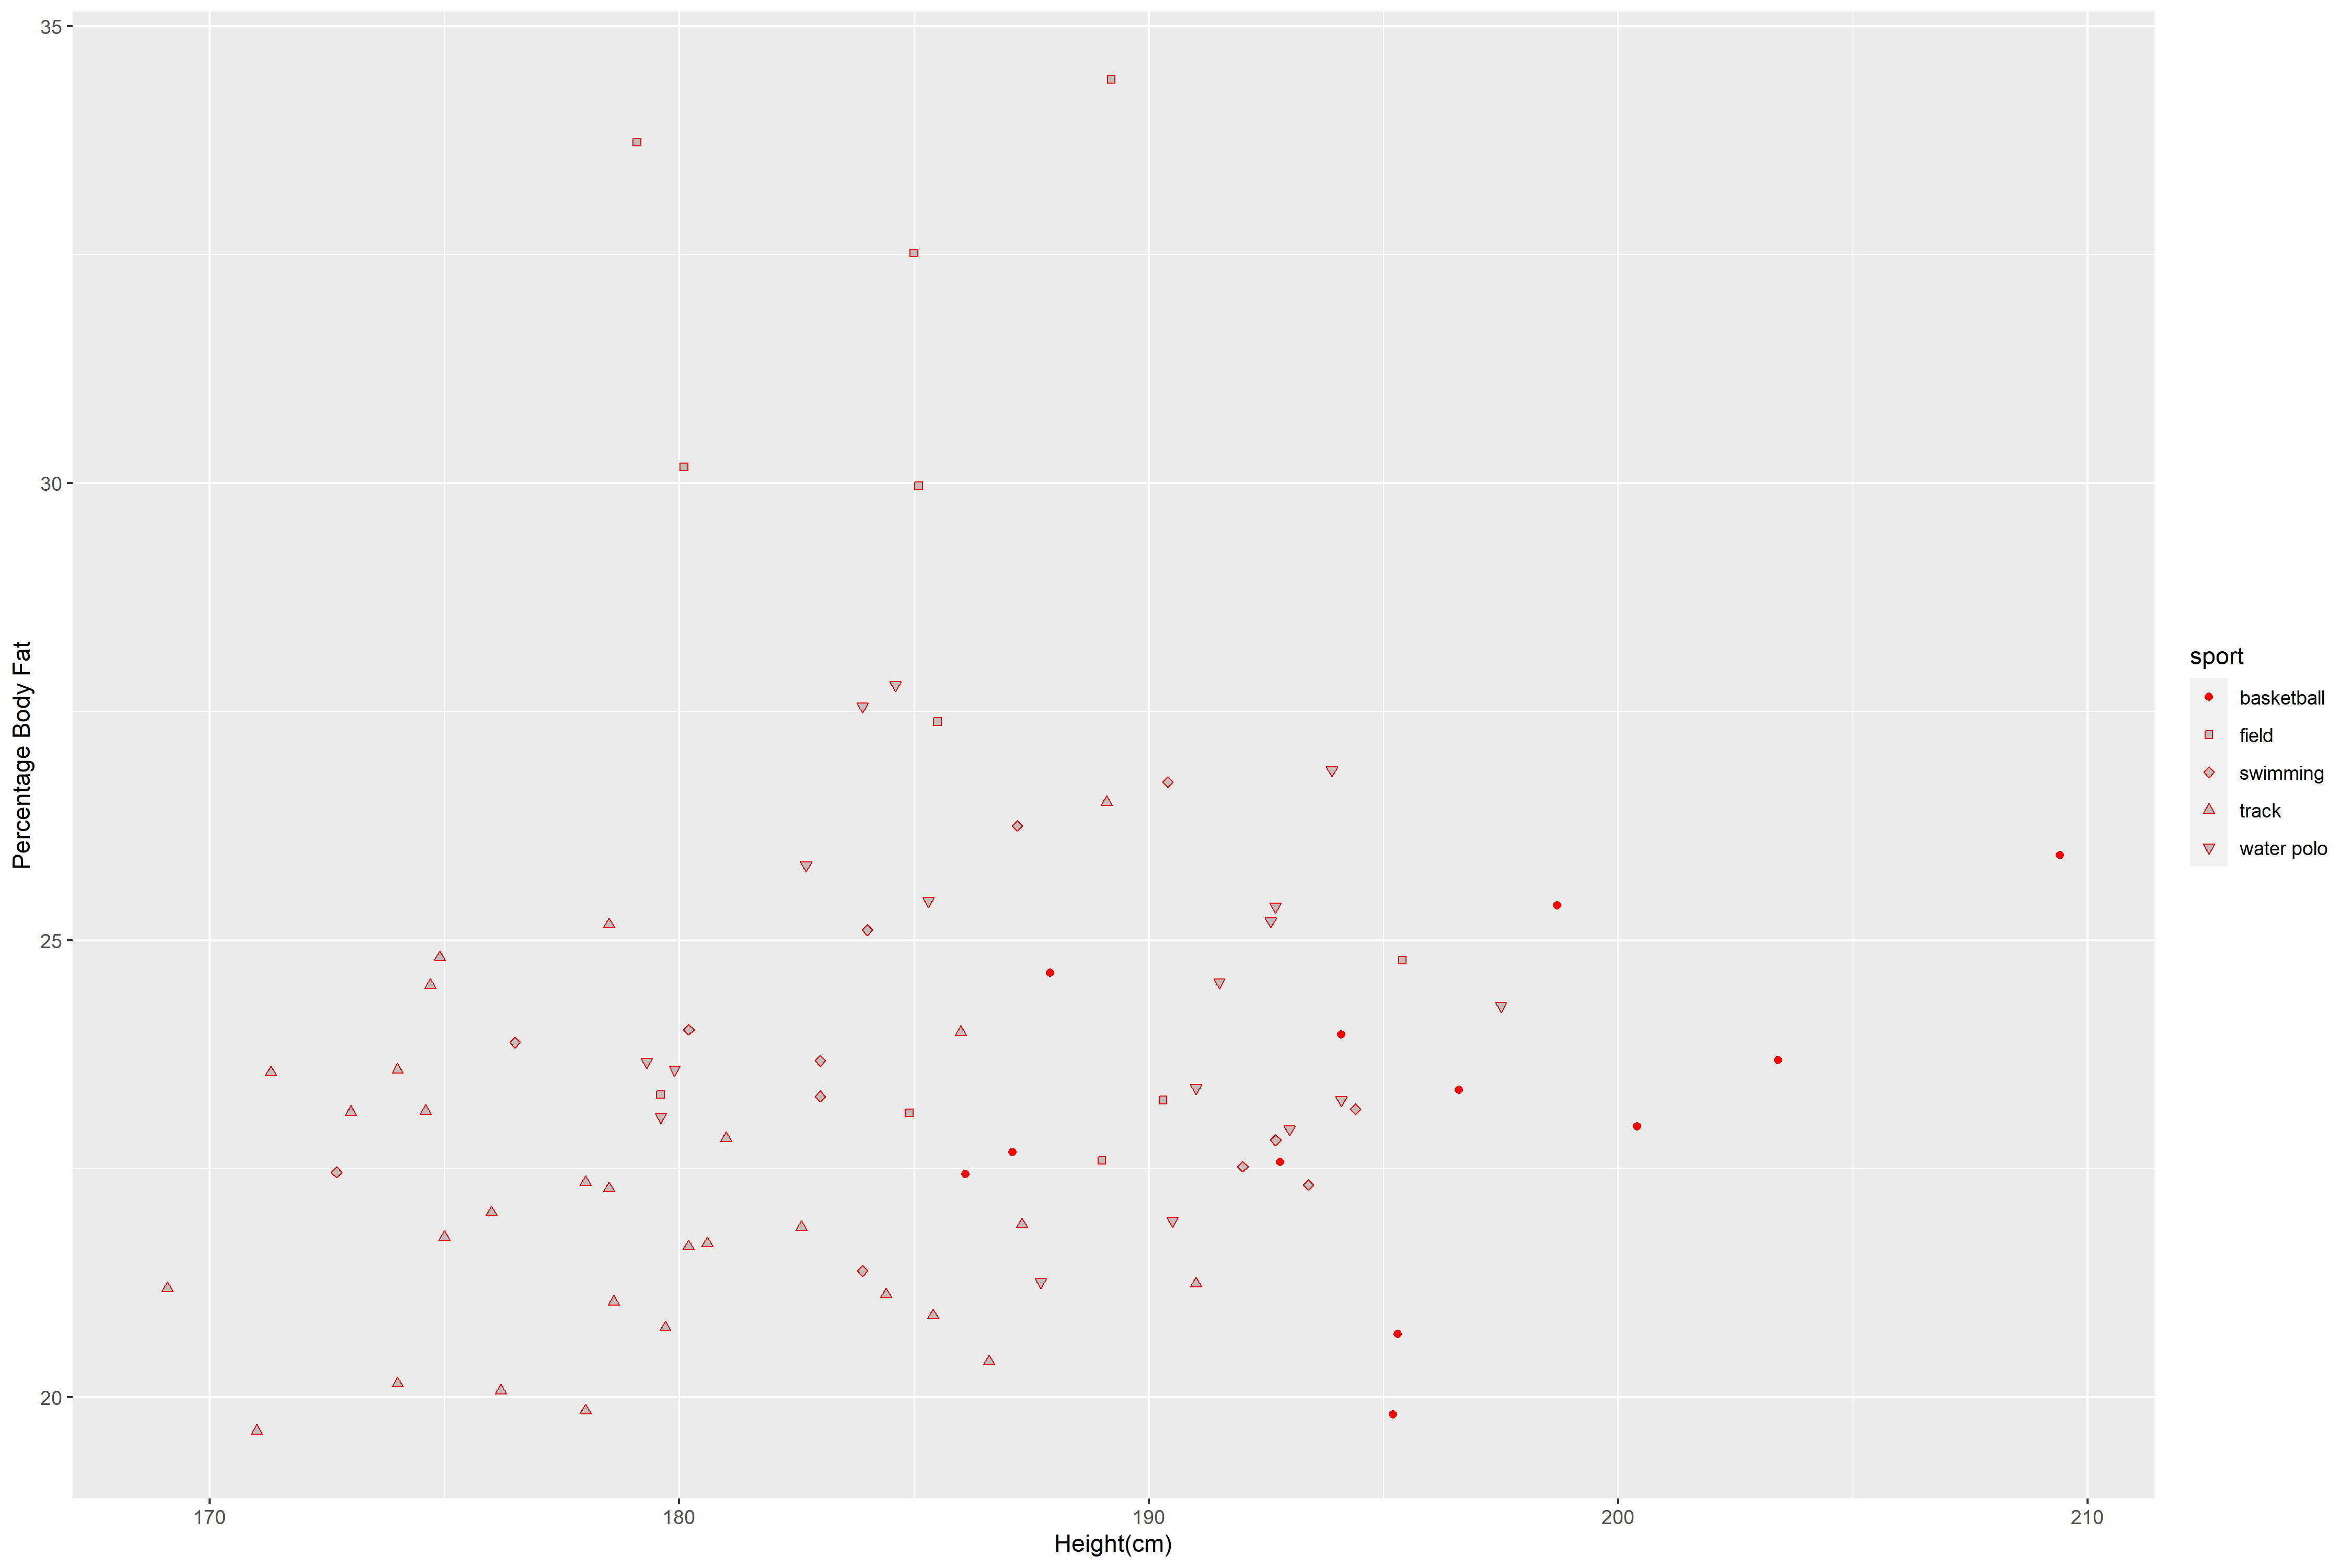 35
30
25
20
Percentage Body Fat
170
180
190
200
210
Height(cm)
sport
basketball
field
swimming
track
water polo